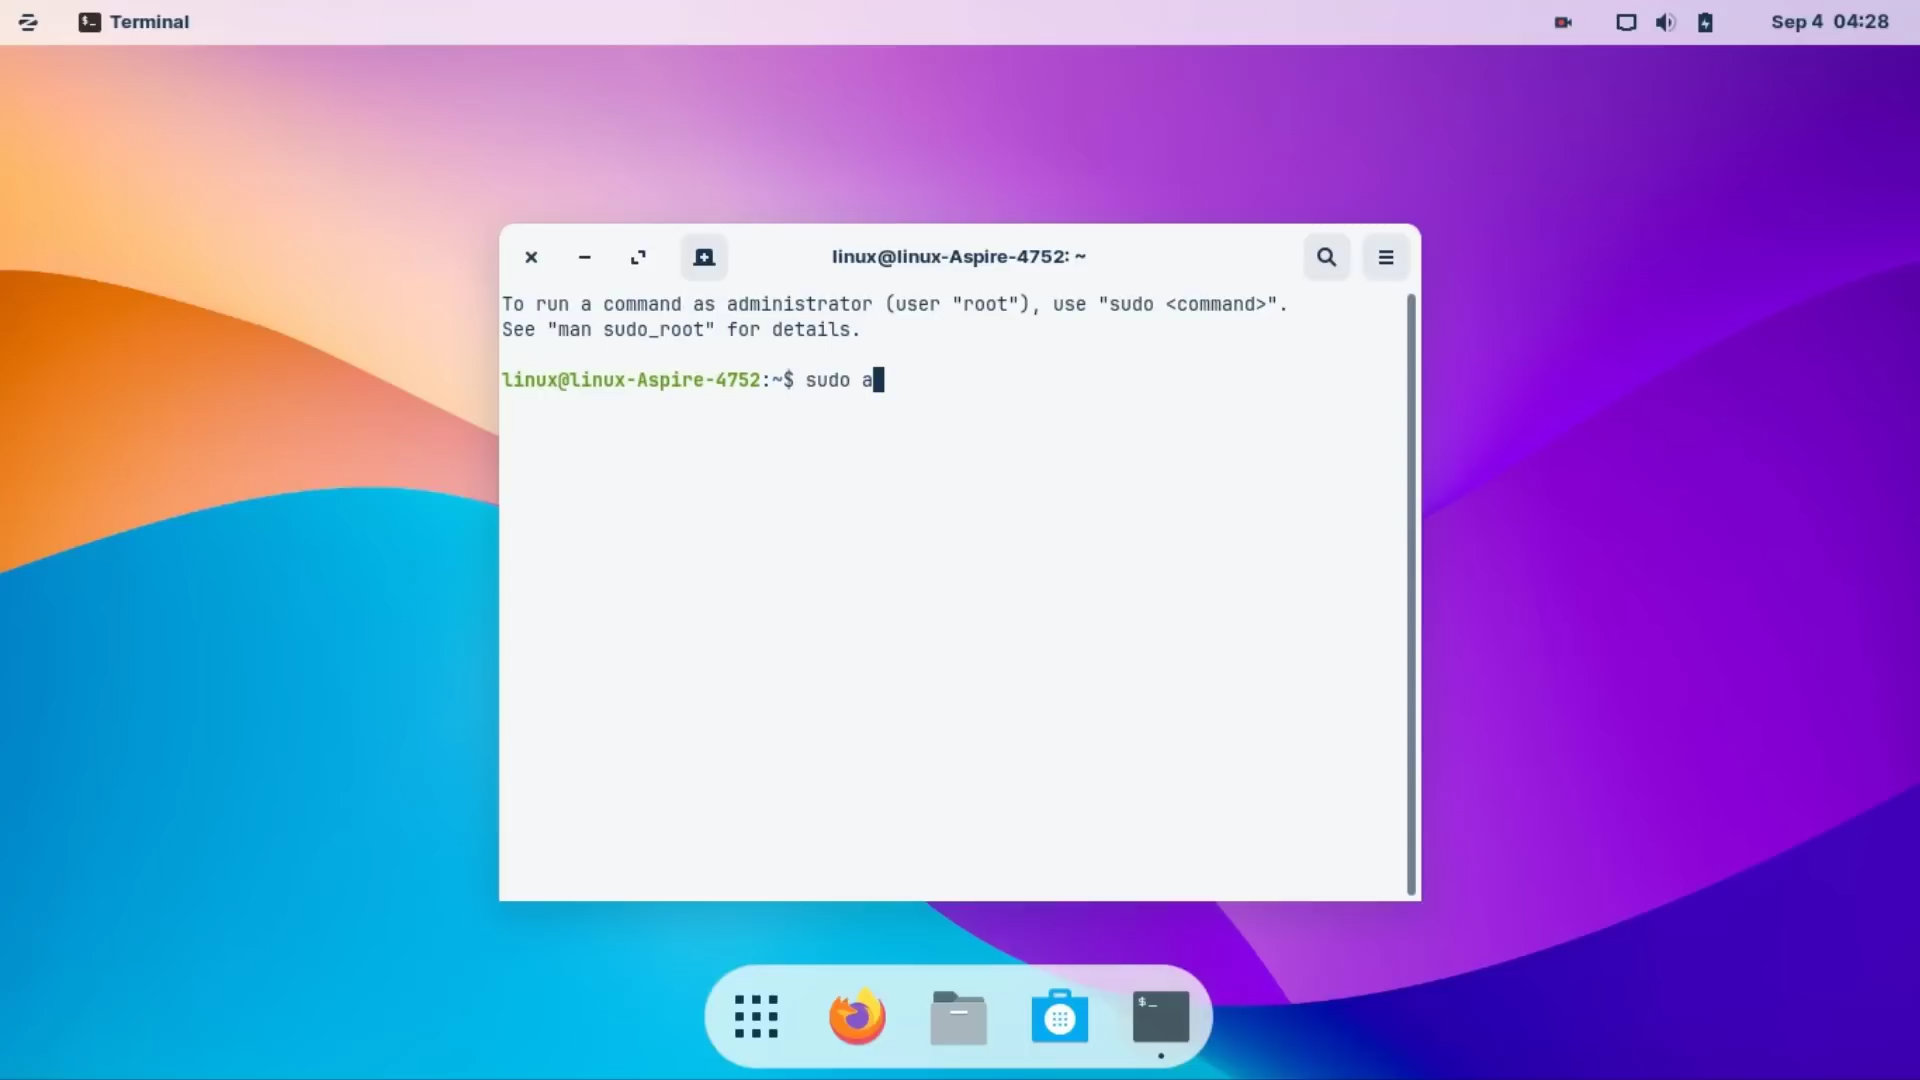 Terminal
Sep 4 04:28
linux@linux-Aspire-4752: ~
To run a command as administrator (user "root"), use "sudo <command>".
See "man sudo_root" for details.
linux@linux-Aspire-4752:~$ sudo a
$_